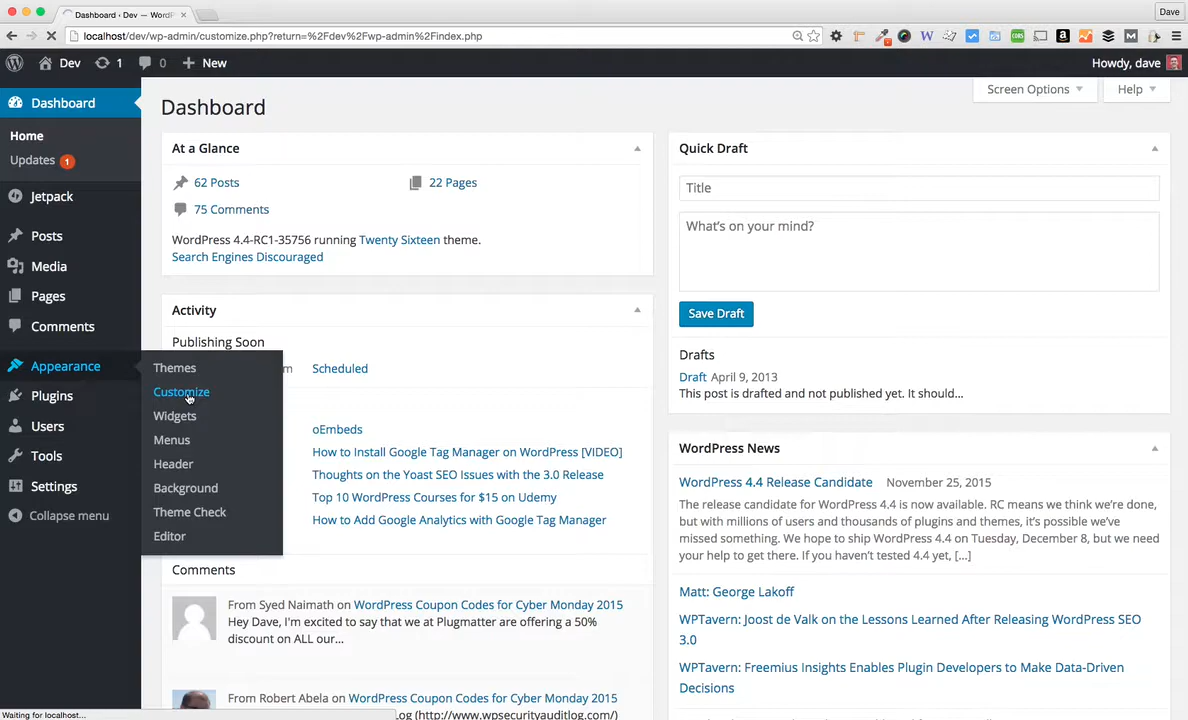 Dashboard ‹ Dev — WordP
Dave
localhost/dev/wp-admin/customize.php?return=%2Fdev%2Fwp-admin%2Findex.php
Dev
1
0
New
Howdy, dave
Dashboard
Home
Updates 1
Jetpack
Posts
Media
Pages
Comments
Appearance
Plugins
Users
Tools
Settings
Collapse menu
Themes
Customize
Widgets
Menus
Header
Background
Theme Check
Editor
Dashboard
Screen Options
Help
At a Glance
62 Posts
22 Pages
75 Comments
WordPress 4.4-RC1-35756 running Twenty Sixteen theme.
Search Engines Discouraged
Activity
Publishing Soon
Scheduled
oEmbeds
How to Install Google Tag Manager on WordPress [VIDEO]
Thoughts on the Yoast SEO Issues with the 3.0 Release
Top 10 WordPress Courses for $15 on Udemy
How to Add Google Analytics with Google Tag Manager
Comments
From Syed Naimath on WordPress Coupon Codes for Cyber Monday 2015
Hey Dave, I'm excited to say that we at Plugmatter are offering a 50%
discount on ALL our...
From Robert Abela on WordPress Coupon Codes for Cyber Monday 2015
(http://www.wpsecurityauditlog.com/)
Quick Draft
Title
What's on your mind?
Save Draft
Drafts
Draft April 9, 2013
This post is drafted and not published yet. It should…
WordPress News
WordPress 4.4 Release Candidate November 25, 2015
The release candidate for WordPress 4.4 is now available. RC means we think we're done,
but with millions of users and thousands of plugins and themes, it's possible we've
missed something. We hope to ship WordPress 4.4 on Tuesday, December 8, but we need
your help to get there. If you haven't tested 4.4 yet, […]
Matt: George Lakoff
WPTavern: Joost de Valk on the Lessons Learned After Releasing WordPress SEO
3.0
WPTavern: Freemius Insights Enables Plugin Developers to Make Data-Driven
Decisions
Waiting for localhost...